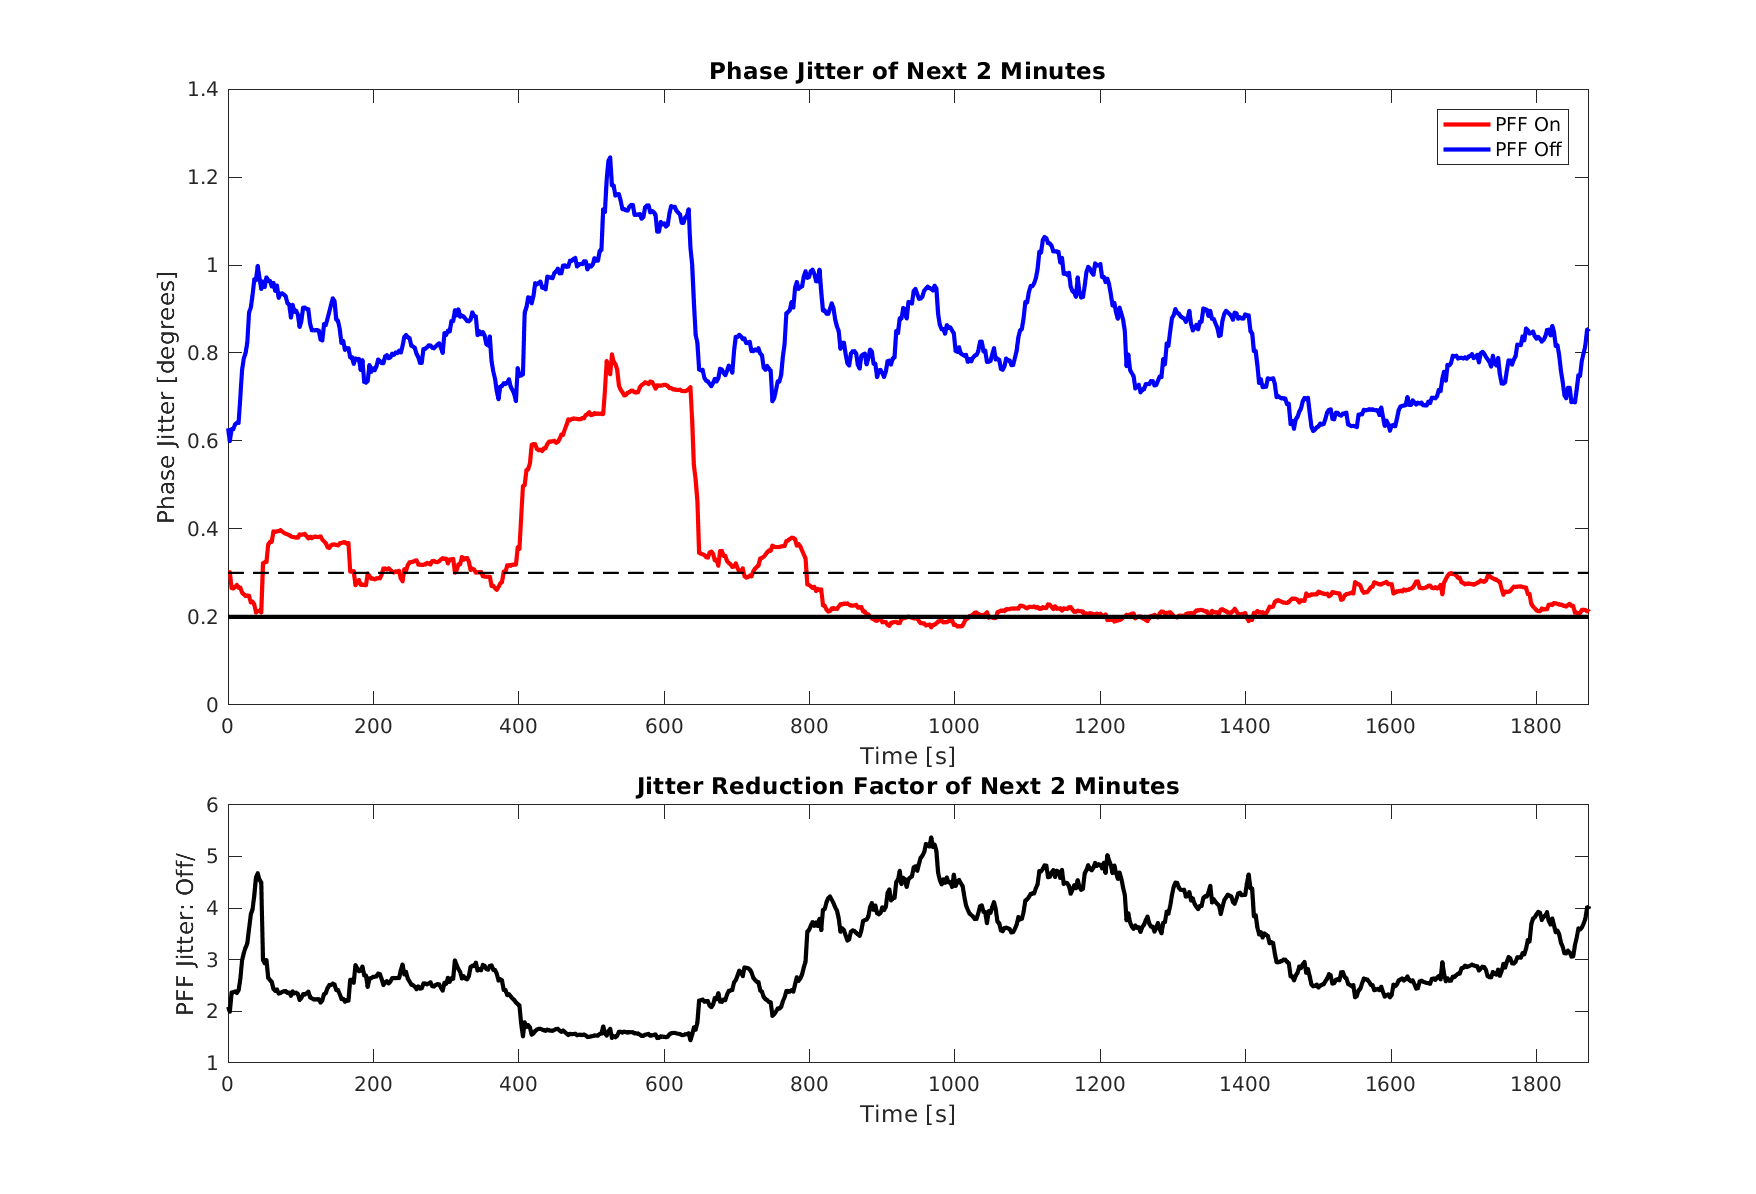 Phase Jitter of Next 2 Minutes
1.4
1.2
1
0.8
0.6
0.4
0.2
0
Phase Jitter [degrees]
PFF On
PFF Off
0 200 400 600 800 1000 1200 1400 1600 1800
Time [s]
Jitter Reduction Factor of Next 2 Minutes
6
5
4
3
2
1
PFF Jitter: Off/
0 200 400 600 800 1000 1200 1400 1600 1800
Time [s]